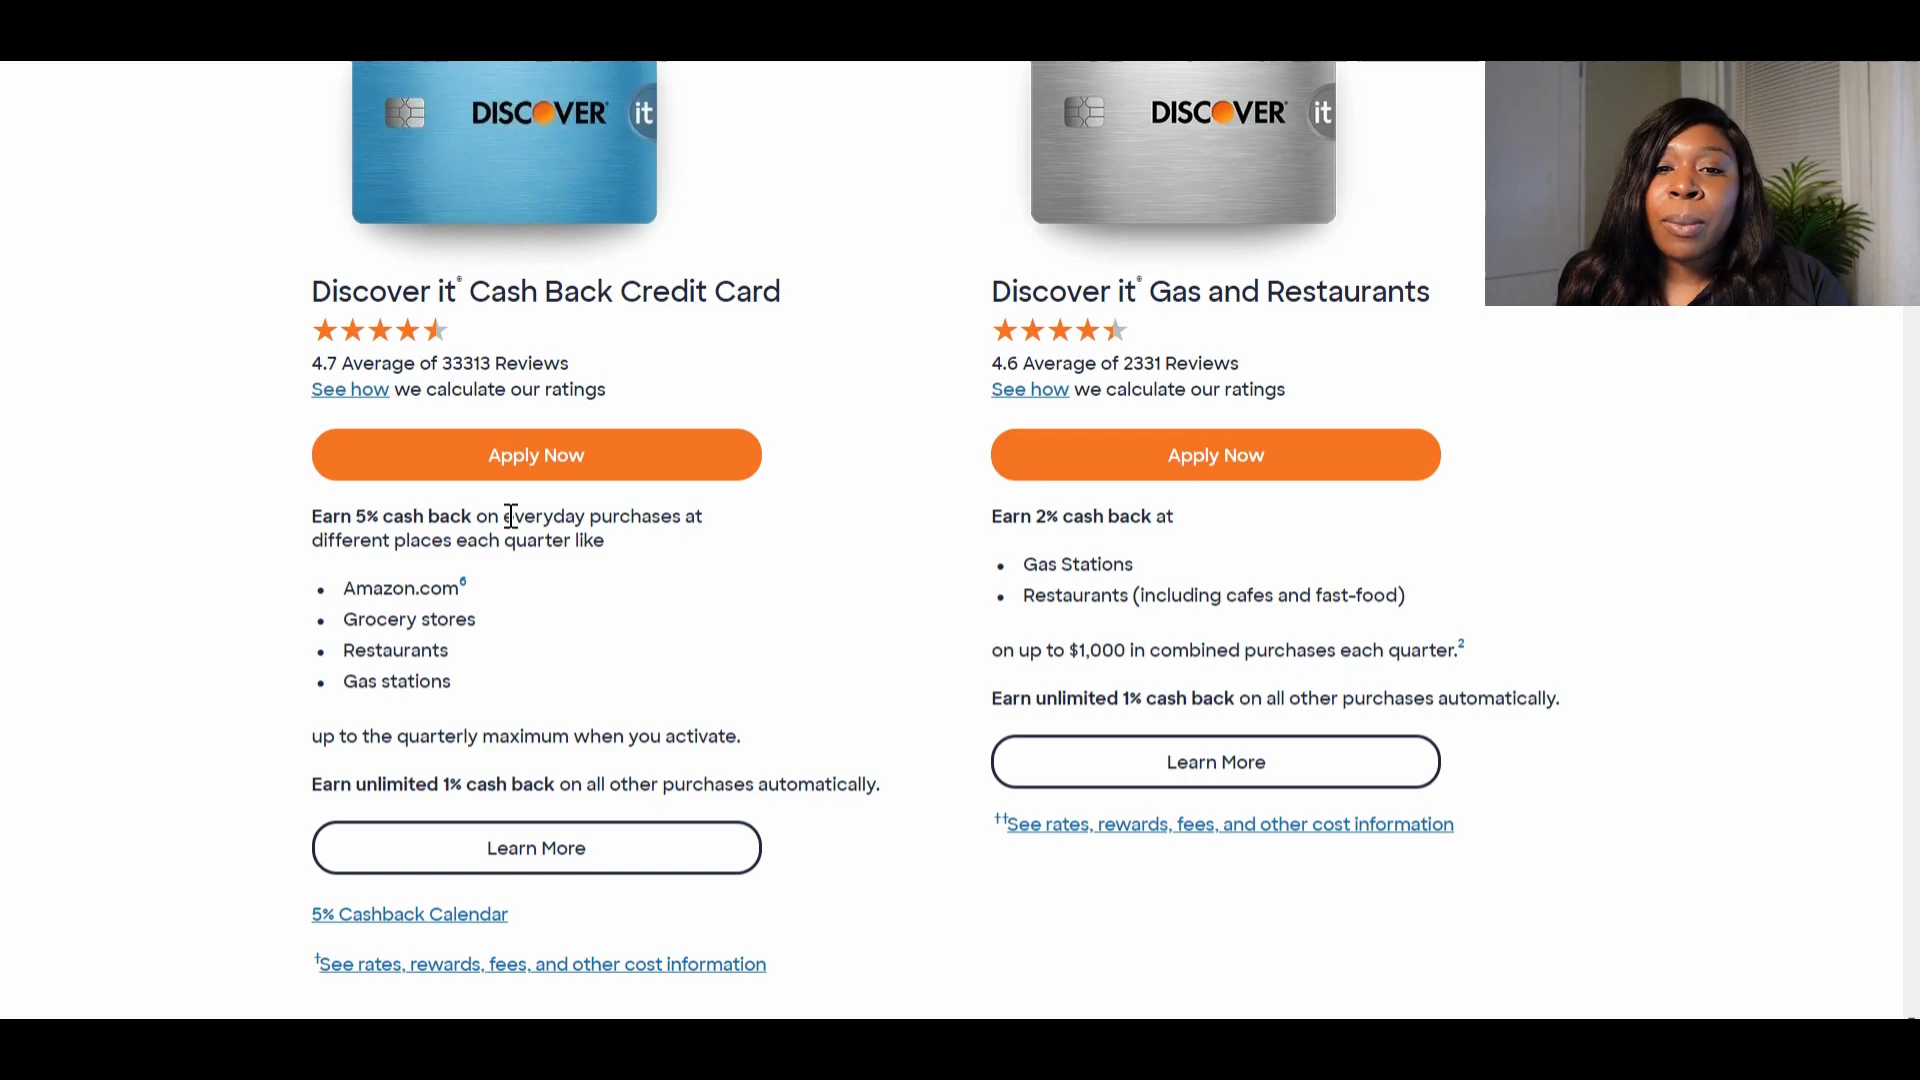 DISCOVER it
Discover it® Cash Back Credit Card
4.7 Average of 33313 Reviews
See how we calculate our ratings
Apply Now
Earn 5% cash back on everyday purchases at
different places each quarter like
• Amazon.com6
• Grocery stores
• Restaurants
• Gas stations
up to the quarterly maximum when you activate.
Earn unlimited 1% cash back on all other purchases automatically.
Learn More
5% Cashback Calendar
†See rates, rewards, fees, and other cost information
DISCOVER it
Discover it® Gas and Restaurants
4.6 Average of 2331 Reviews
See how we calculate our ratings
Apply Now
Earn 2% cash back at
• Gas Stations
• Restaurants (including cafes and fast-food)
on up to $1,000 in combined purchases each quarter.2
Earn unlimited 1% cash back on all other purchases automatically.
Learn More
††See rates, rewards, fees, and other cost information